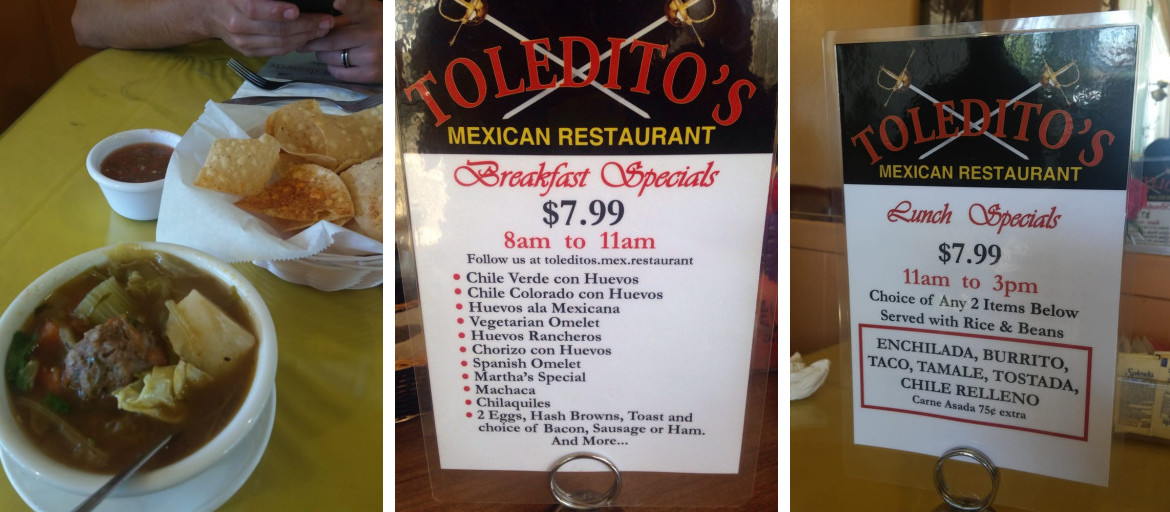 TOLEDITO'S
MEXICAN RESTAURANT
Breakfast Specials
$7.99
8am to 11am
Follow us at toleditos.mex.restaurant
Chile Verde con Huevos
Chile Colorado con Huevos
Huevos ala Mexicana
Vegetarian Omelet
Huevos Rancheros
Chorizo con Huevos
Spanish Omelet
Martha's Special
Machaca
Chilaquiles
2 Eggs, Hash Browns, Toast and
choice of Bacon, Sausage or Ham.
And More...
TOLEDITO'S
MEXICAN RESTAURANT
Lunch Specials
$7.99
11am to 3pm
Choice of Any 2 Items Below
Served with Rice & Beans
ENCHILADA, BURRITO,
TACO, TAMALE, TOSTADA,
CHILE RELLENO
Carne Asada 75¢ extra
Splenda